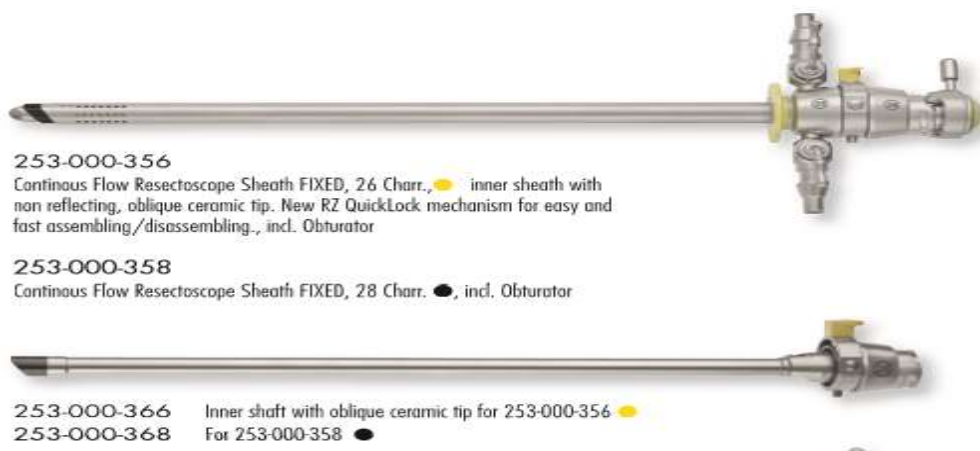 253-000-356
Continous Flow Resectoscope Sheath FIXED, 26 Charr., inner sheath with
non reflecting, oblique ceramic tip. New RZ QuickLock mechanism for easy and
fast assembling/disassembling., incl. Obturator
253-000-358
Continous Flow Resectoscope Sheath FIXED, 28 Charr. , incl. Obturator
253-000-366 Inner shaft with oblique ceramic tip for 253-000-356
253-000-368 For 253-000-358